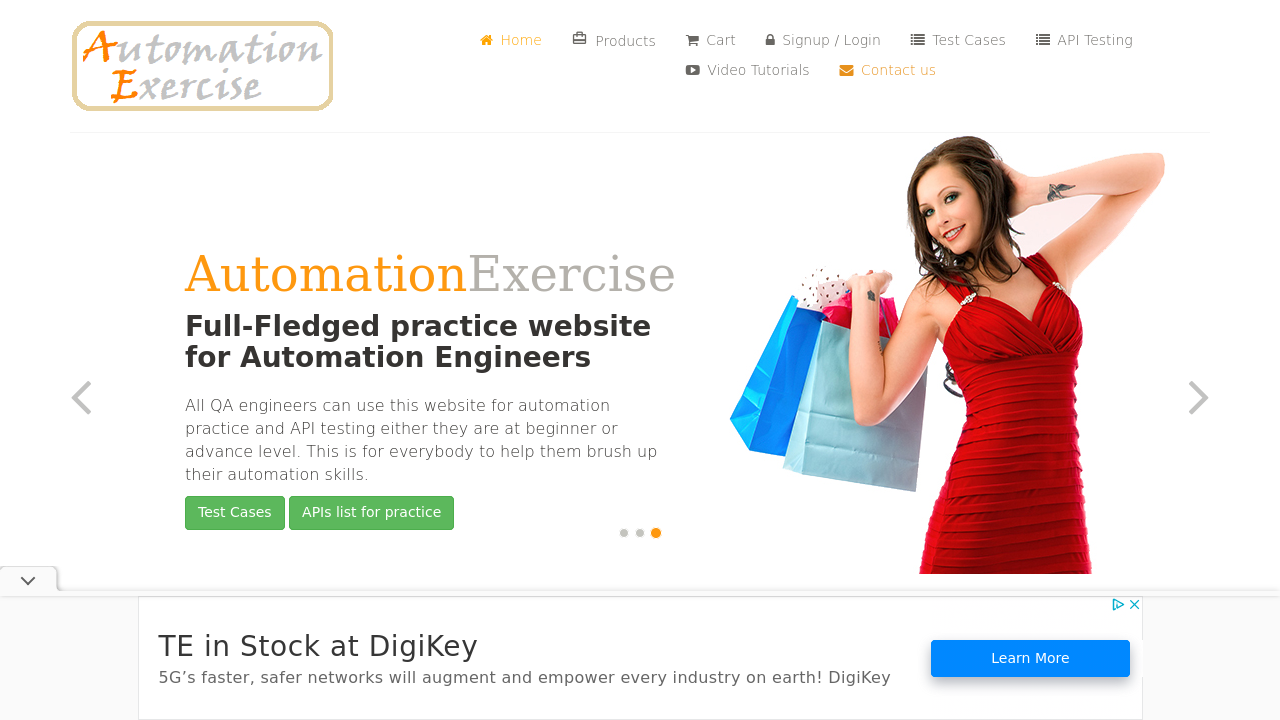 Automation
Exercise
Home
Products
Cart
Signup / Login
Test Cases
API Testing
Video Tutorials
Contact us
AutomationExercise
Full-Fledged practice website
for Automation Engineers
All QA engineers can use this website for automation
practice and API testing either they are at beginner or
advance level. This is for everybody to help them brush up
their automation skills.
Test Cases
APIs list for practice
TE in Stock at DigiKey
5G’s faster, safer networks will augment and empower every industry on earth! DigiKey
Learn More